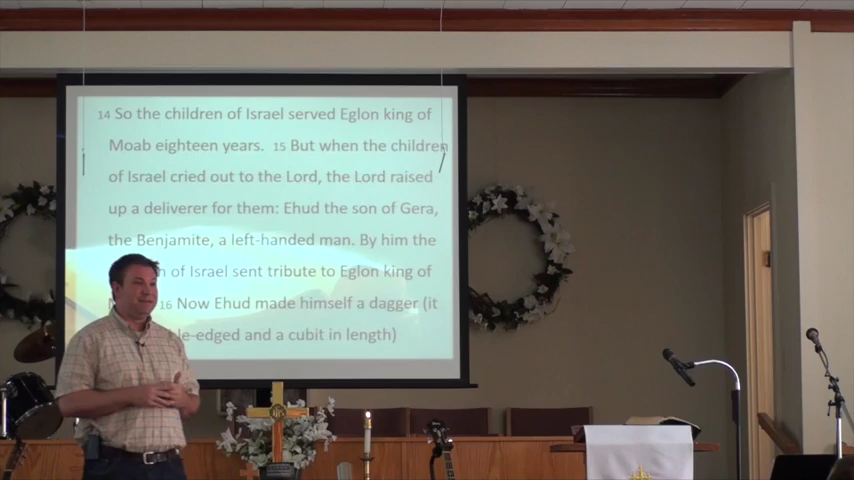 14 So the children of Israel served Eglon king of
Moab eighteen years. 15 But when the children
of Israel cried out to the Lord, the Lord raised
up a deliverer for them: Ehud the son of Gera,
the Benjamite, a left-handed man. By him the
of Israel sent tribute to Eglon king of
16 Now Ehud made himself a dagger (it
edged and a cubit in length)